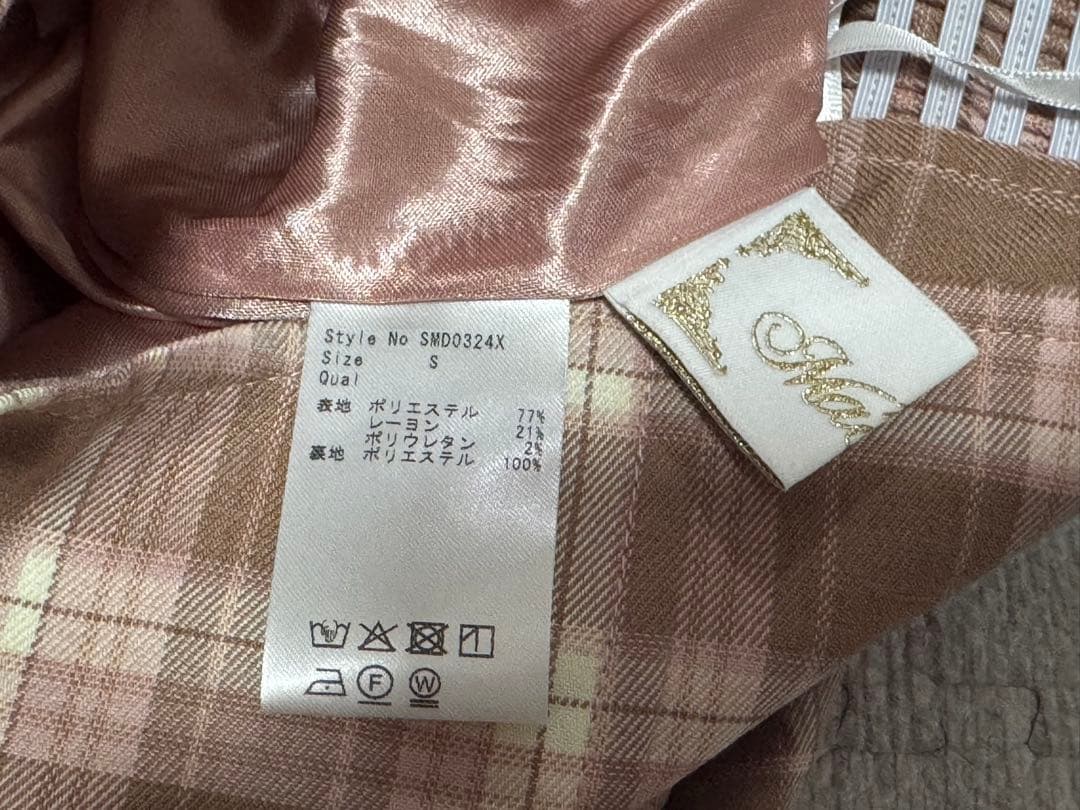 Style No SMD0324X
Size S
Qual
表地 ポリエステル 77%
レーヨン 21%
ポリウレタン 2%
裏地 ポリエステル 100%
F
W